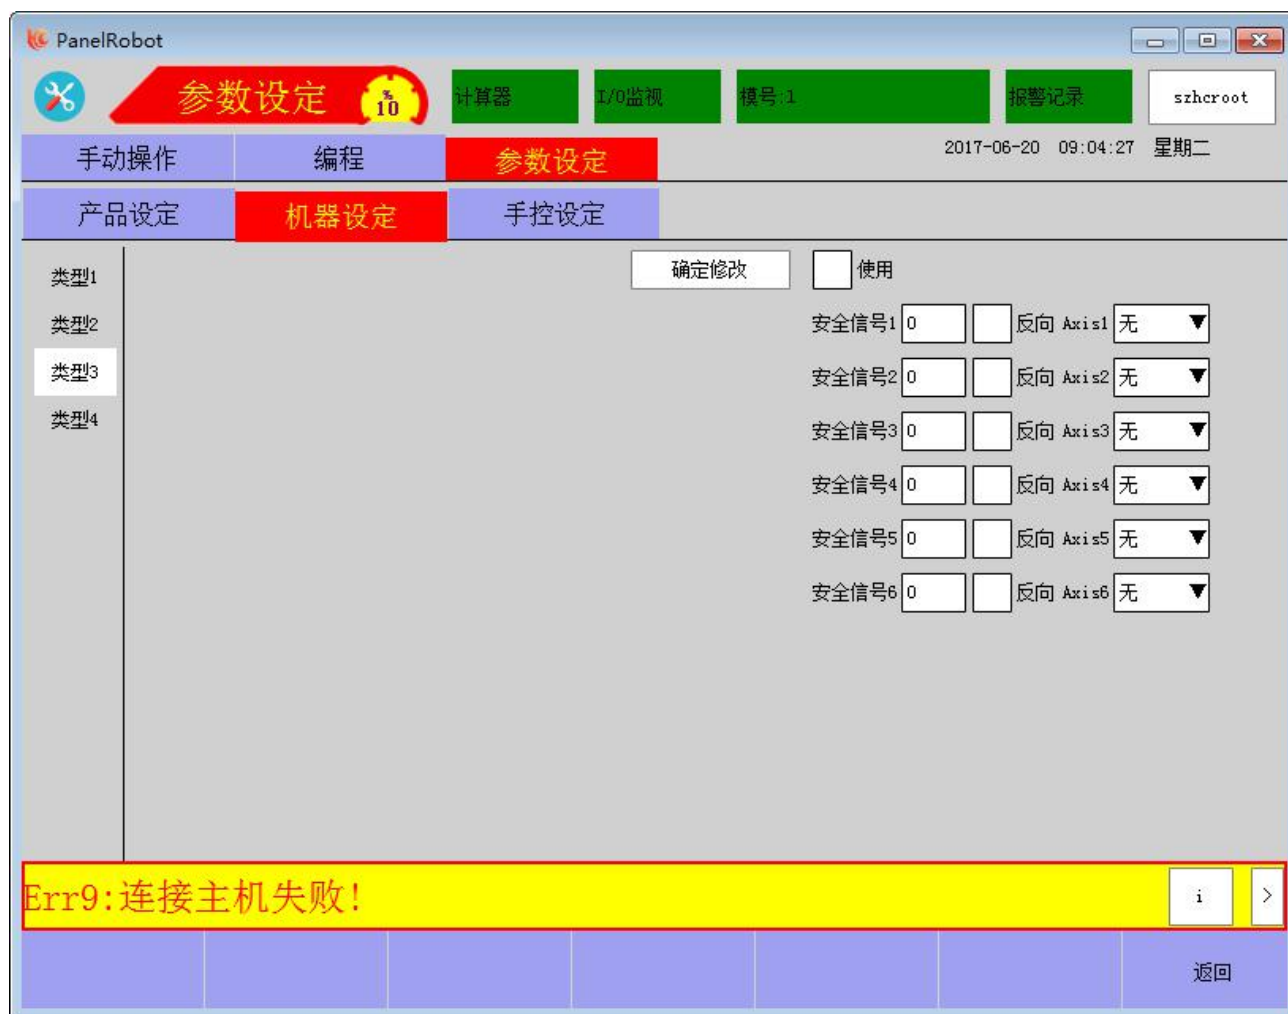 PanelRobot
参数设定 % 10 计算器 I/O监视 模号:1 报警记录 szhcroot
手动操作 编程 参数设定 2017-06-20 09:04:27 星期二
产品设定 机器设定 手控设定
类型1 确定修改 使用
类型2 安全信号1 0 反向 Axis1 无
类型3 安全信号2 0 反向 Axis2 无
类型4 安全信号3 0 反向 Axis3 无
安全信号4 0 反向 Axis4 无
安全信号5 0 反向 Axis5 无
安全信号6 0 反向 Axis6 无
Err9:连接主机失败! i >
返回